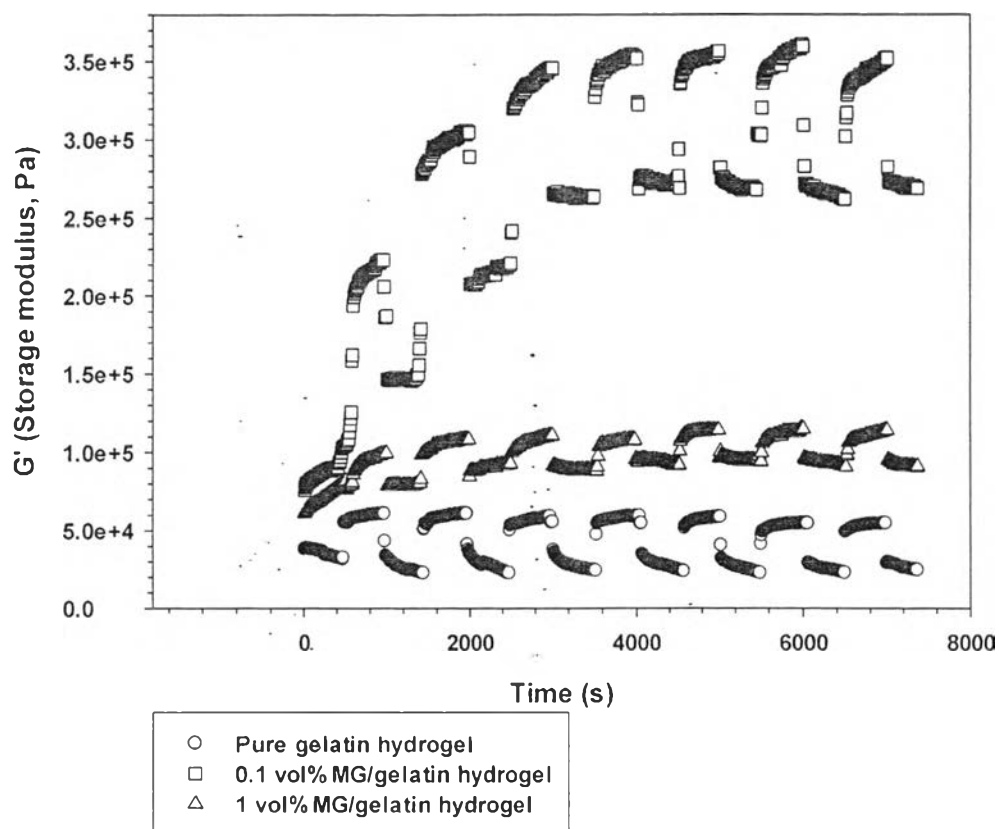 G' (Storage modulus, Pa)
3.5e+5
3.0e+5
2.5e+5
2.0e+5
1.5e+5
1.0e+5
5.0e+4
0.0
0. 2000 4000 6000 8000
Time (s)
Pure gelatin hydrogel
0.1 vol% MG/gelatin hydrogel
1 vol% MG/gelatin hydrogel